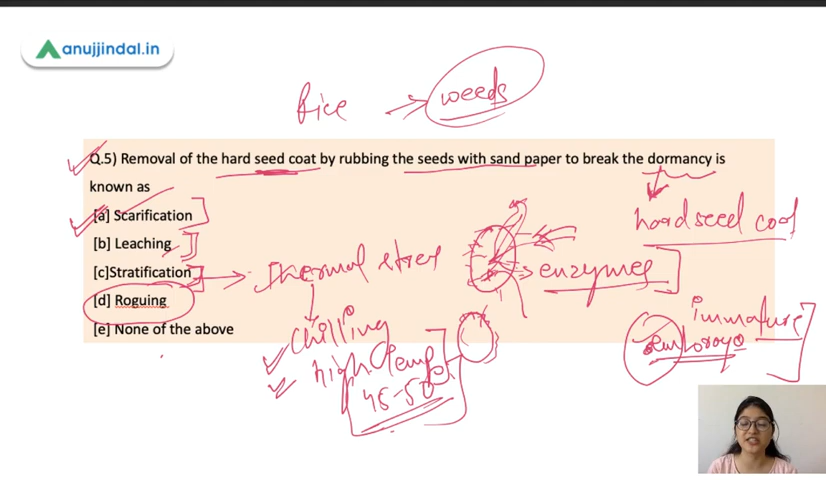 anujjindal.in
Rice → weeds
Q.5) Removal of the hard seed coat by rubbing the seeds with sand paper to break the dormancy is
known as
[a] Scarification
hard seed coat
[b] Leaching
[c]Stratification
Thermal stress
enzymes
[d] Roguing
immature
[e] None of the above
chilling
embroyo
high temp
45-50